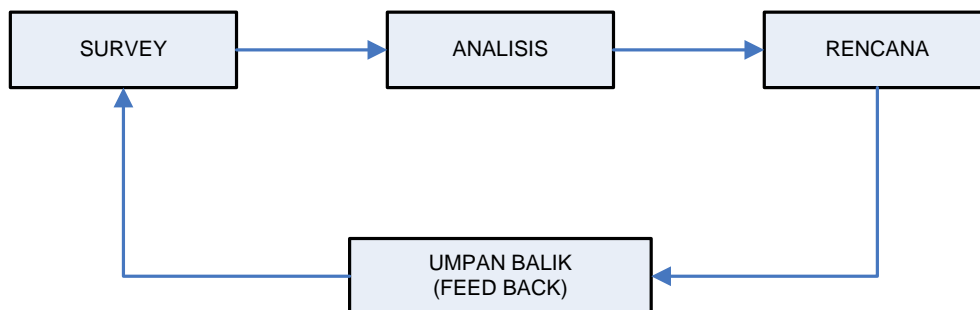 SURVEY
ANALISIS
RENCANA
UMPAN BALIK
(FEED BACK)